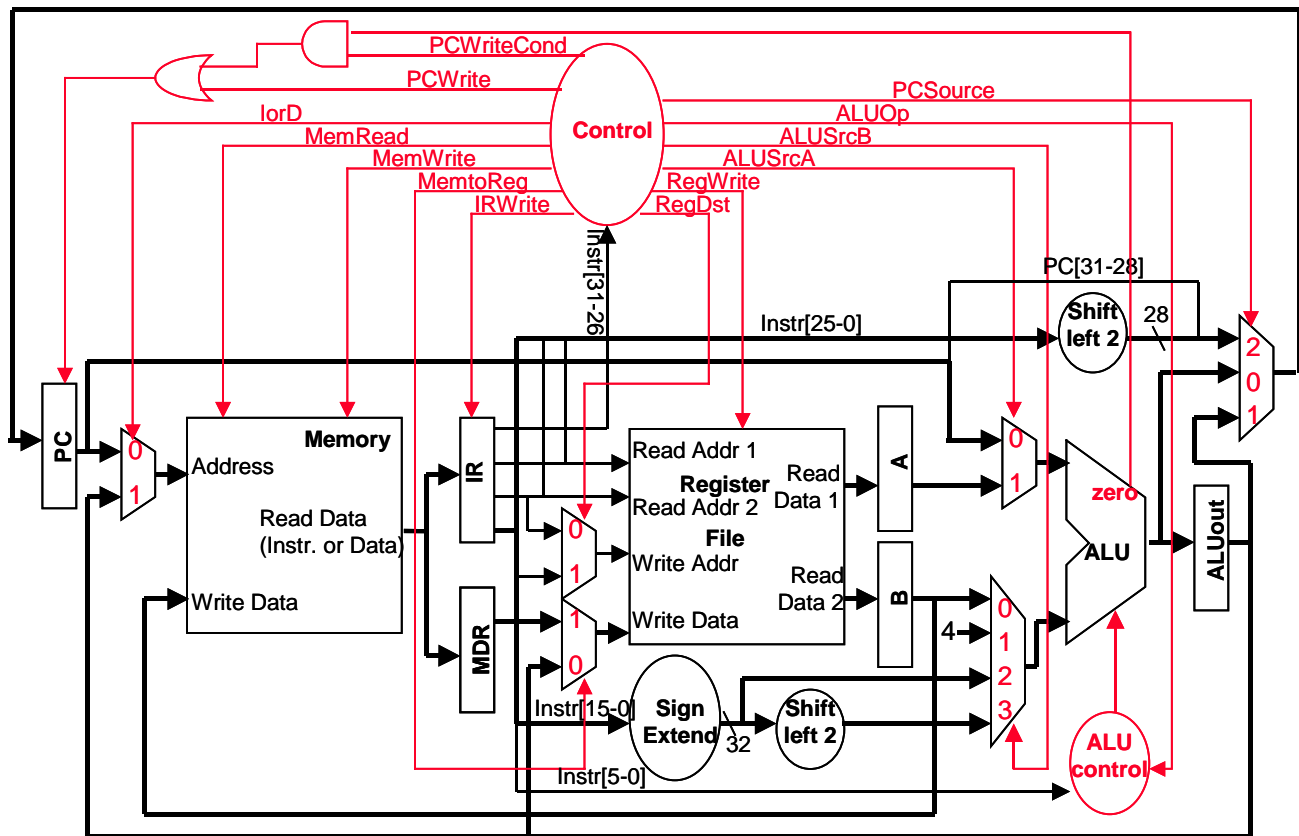 PCWriteCond
PCWrite
PCSource
IorD
Control
ALUOp
MemRead
ALUSrcB
MemWrite
ALUSrcA
MemtoReg
RegWrite
IRWrite
RegDst
Instr[31-26]
PC[31-28]
Instr[25-0]
Shift
left 2
28
2
0
1
PC
0
1
Memory
Address
Read Data
(Instr. or Data)
Write Data
IR
MDR
Read Addr 1
Register
Read Addr 2
File
Write Addr
Write Data
Read
Data 1
Read
Data 2
0
1
1
0
A
B
0
1
4
0
1
2
3
zero
ALU
ALUout
Instr[15-0]
Sign
Extend
32
Shift
left 2
ALU
control
Instr[5-0]